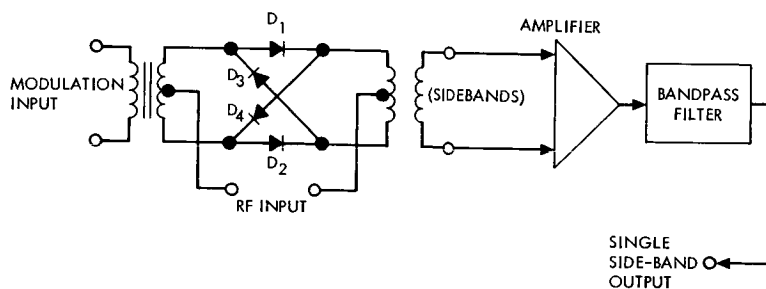 D1
AMPLIFIER
MODULATION
INPUT
D3
D4
(SIDEBANDS)
BANDPASS
FILTER
D2
RF INPUT
SINGLE
SIDE-BAND
OUTPUT